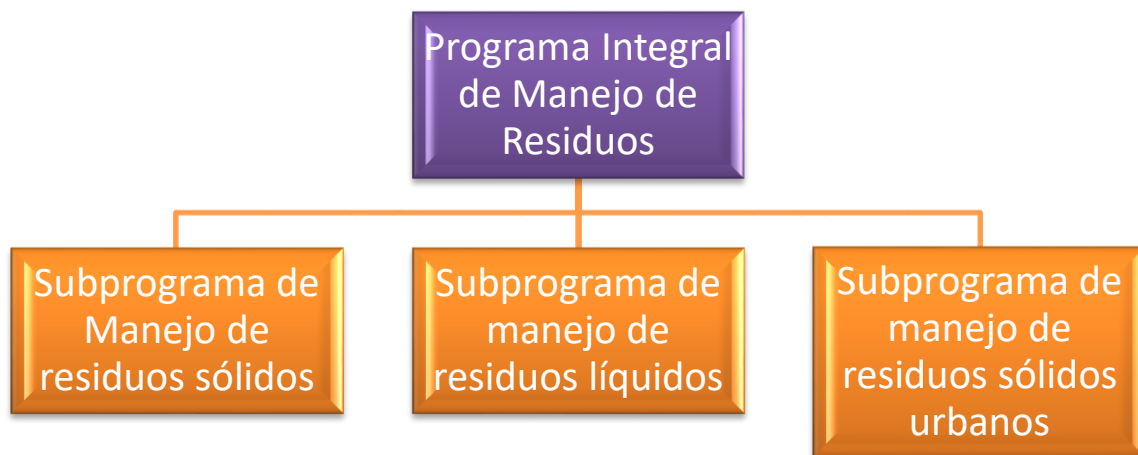 Programa Integral
de Manejo de
Residuos
Subprograma de
Manejo de
residuos sólidos
Subprograma de
manejo de
residuos líquidos
Subprograma de
manejo de
residuos sólidos
urbanos